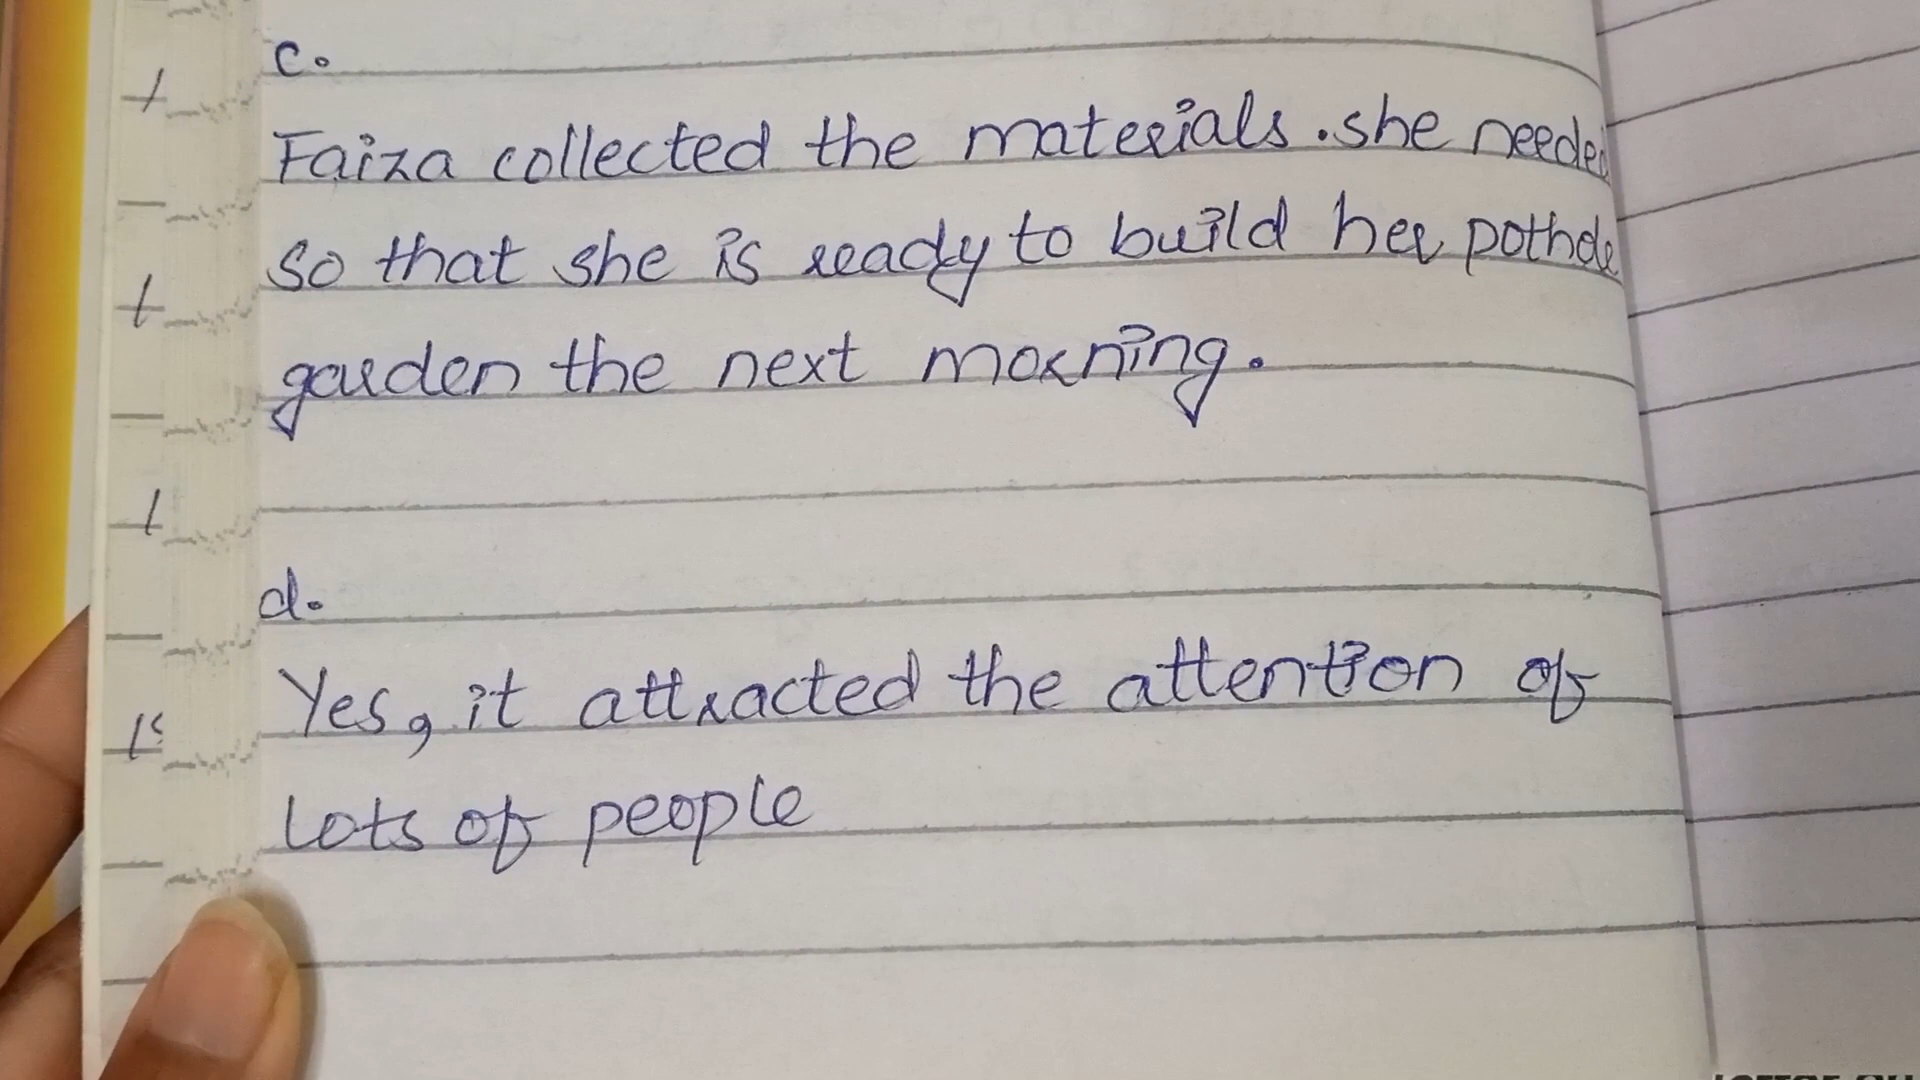 c.
Faiza collected the materials. she needed
so that she is ready to build her pothole
garden the next morning.
d.
Yes, it attracted the attention of
lots of people